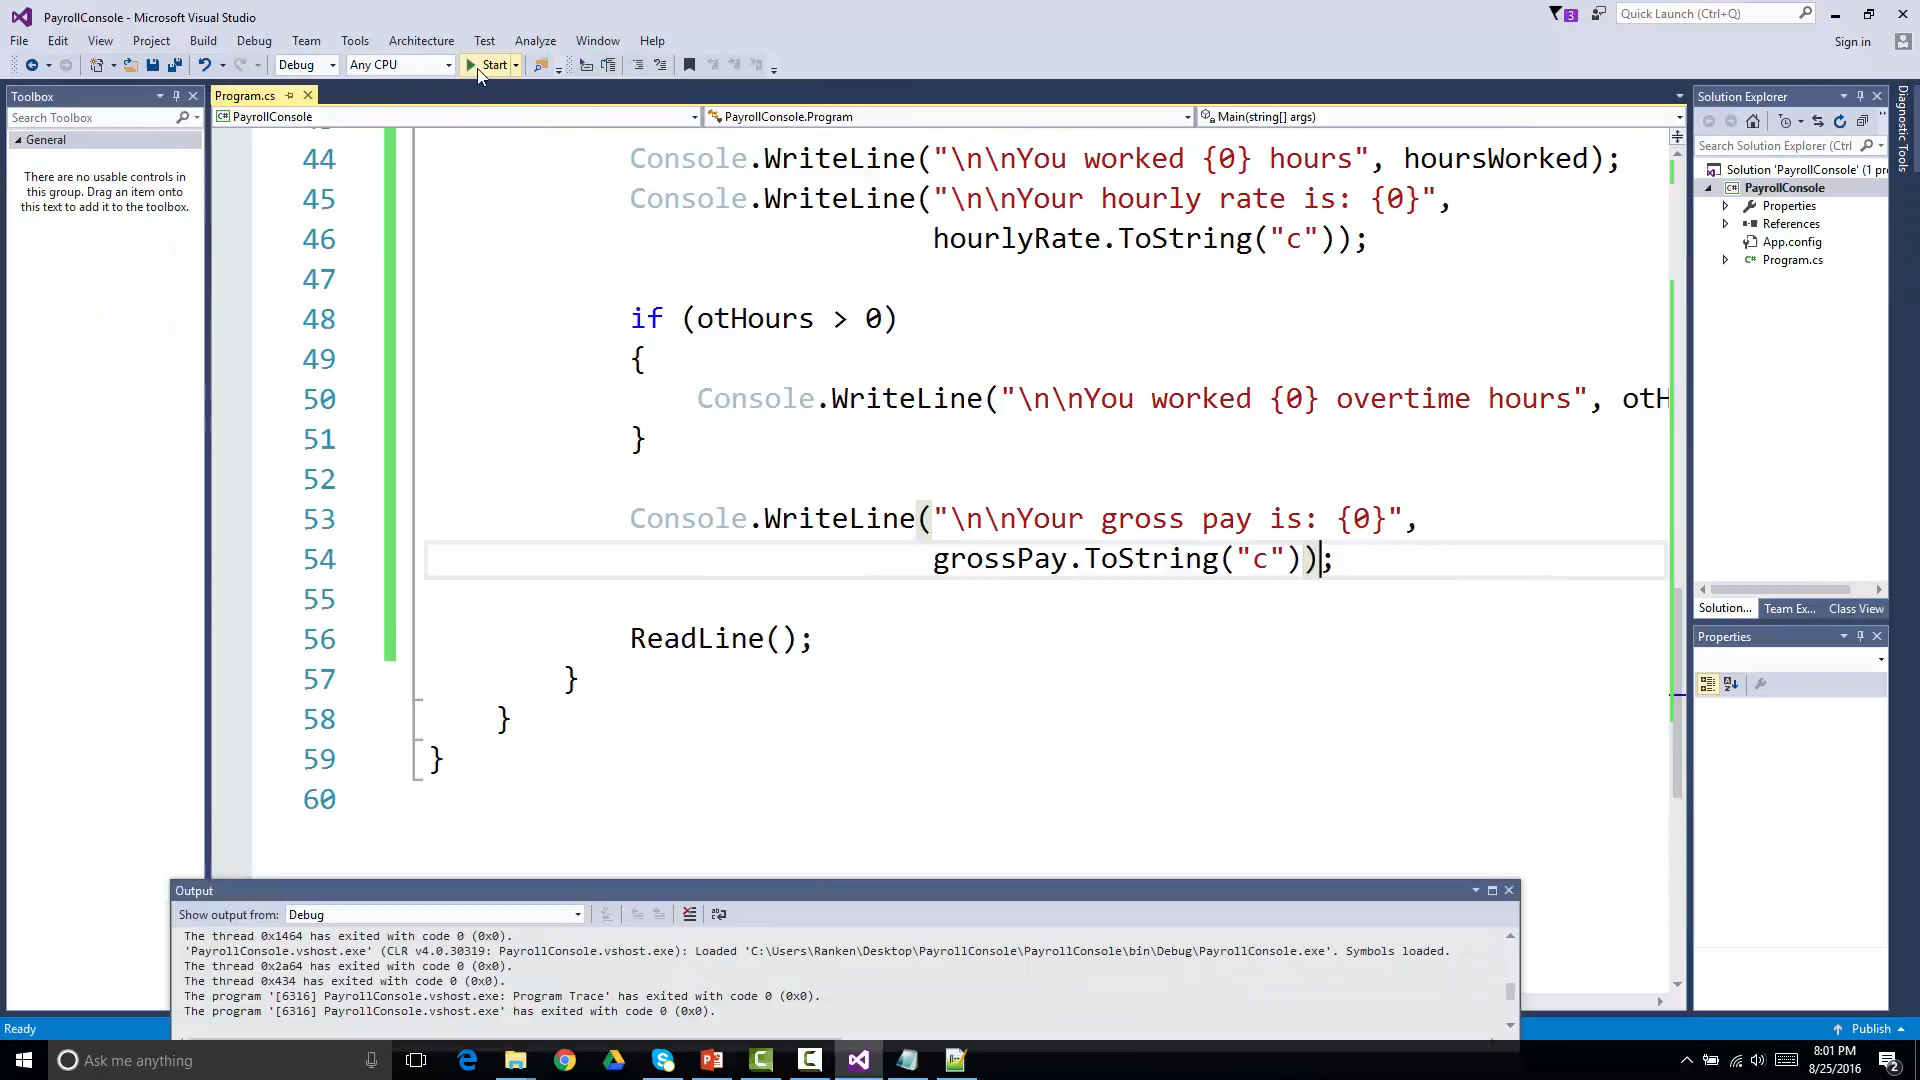 PayrollConsole - Microsoft Visual Studio
3
Quick Launch (Ctrl+Q)
File Edit View Project Build Debug Team Tools Architecture Test Analyze Window Help
Sign in
Debug Any CPU Start
Toolbox
Search Toolbox
General
There are no usable controls in
this group. Drag an item onto
this text to add it to the toolbox.
Program.cs
PayrollConsole PayrollConsole.Program Main(string[] args)
44 Console.WriteLine("\n\nYou worked {0} hours", hoursWorked);
45 Console.WriteLine("\n\nYour hourly rate is: {0}",
46 hourlyRate.ToString("c"));
47
48 if (otHours > 0)
49 {
50 Console.WriteLine("\n\nYou worked {0} overtime hours", otH
51 }
52
53 Console.WriteLine("\n\nYour gross pay is: {0}",
54 grossPay.ToString("c"));
55
56 ReadLine();
57 }
58 }
59 }
60
Solution Explorer
Search Solution Explorer (Ctrl
Solution 'PayrollConsole' (1 pr
C# PayrollConsole
Properties
References
App.config
C# Program.cs
Solution... Team Ex... Class View
Properties
Diagnostic Tools
Output
Show output from: Debug
The thread 0x1464 has exited with code 0 (0x0).
'PayrollConsole.vshost.exe' (CLR v4.0.30319: PayrollConsole.vshost.exe): Loaded 'C:\Users\Ranken\Desktop\PayrollConsole\PayrollConsole\bin\Debug\PayrollConsole.exe'. Symbols loaded.
The thread 0x2a64 has exited with code 0 (0x0).
The thread 0x434 has exited with code 0 (0x0).
The program '[6316] PayrollConsole.vshost.exe: Program Trace' has exited with code 0 (0x0).
The program '[6316] PayrollConsole.vshost.exe' has exited with code 0 (0x0).
Ready
Publish
Ask me anything
8:01 PM
8/25/2016
2